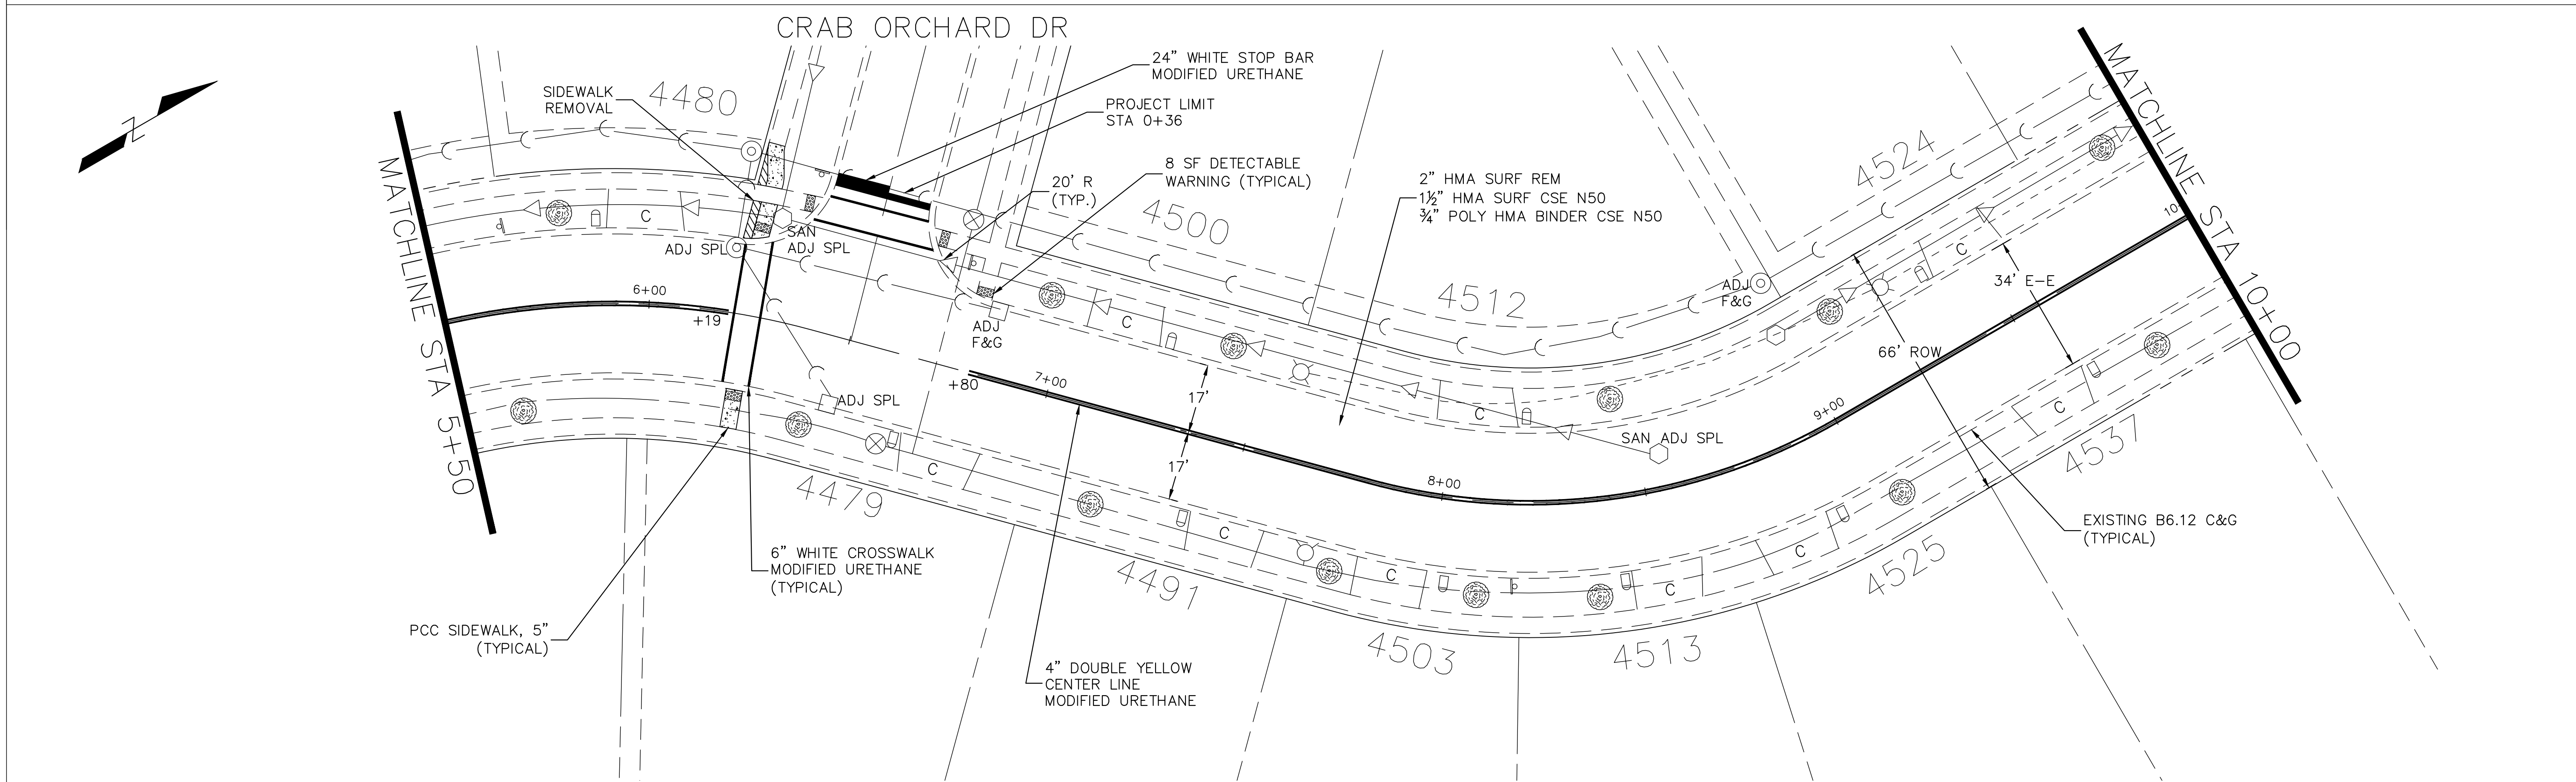 CRAB ORCHARD DR
24" WHITE STOP BAR
MODIFIED URETHANE
SIDEWALK
REMOVAL
4480
PROJECT LIMIT
STA 0+36
8 SF DETECTABLE
WARNING (TYPICAL)
20' R
(TYP.)
2" HMA SURF REM
1½" HMA SURF CSE N50
¾" POLY HMA BINDER CSE N50
4500
4512
4524
MATCHLINE STA 10+00
MATCHLINE STA 5+50
N
C
ADJ SPL
SAN
ADJ SPL
6+00
+19
ADJ
F&G
C
+80
7+00
17'
17'
ADJ
F&G
C
34' E-E
66' ROW
C
10
9+00
8+00
SAN ADJ SPL
ADJ SPL
C
C
C
C
C
C
4479
4491
4503
4513
4525
4537
EXISTING B6.12 C&G
(TYPICAL)
6" WHITE CROSSWALK
MODIFIED URETHANE
(TYPICAL)
PCC SIDEWALK, 5"
(TYPICAL)
4" DOUBLE YELLOW
CENTER LINE
MODIFIED URETHANE